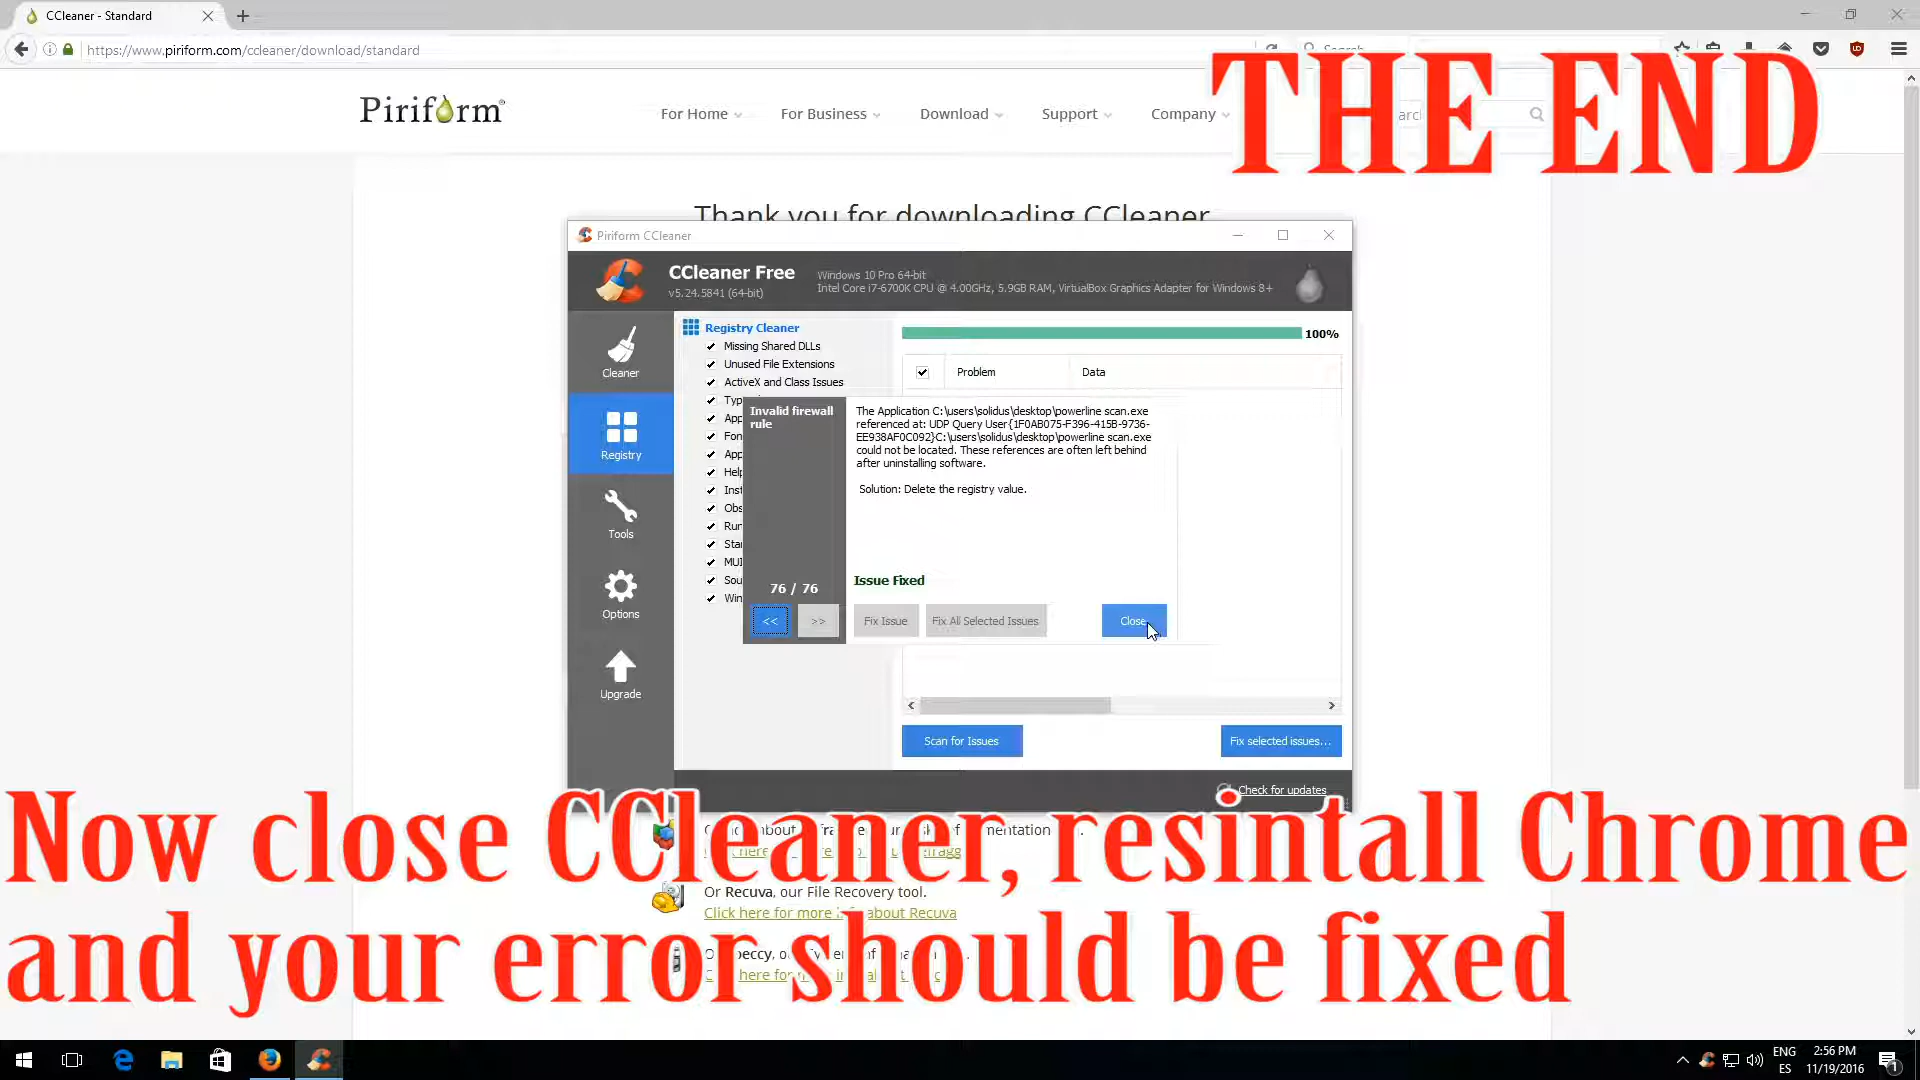 CCleaner - Standard
https://www.piriform.com/ccleaner/download/standard
Search
THE END
Piriform
For Home
For Business
Download
Support
Company
Thank you for downloading CCleaner
Piriform CCleaner
CCleaner Free
v5.24.5841 (64-bit)
Windows 10 Pro 64-bit
Intel Core i7-6700K CPU @ 4.00GHz, 5.9GB RAM, VirtualBox Graphics Adapter for Windows 8+
Cleaner
Registry
Tools
Options
Upgrade
Registry Cleaner
Missing Shared DLLs
Unused File Extensions
ActiveX and Class Issues
100%
Problem
Data
Invalid firewall
rule
76 / 76
<<
>>
The Application C:\users\solidus\desktop\powerline scan.exe
referenced at: UDP Query User{1F0AB075-F396-415B-9736-
EE938AF0C092}C:\users\solidus\desktop\powerline scan.exe
could not be located. These references are often left behind
after uninstalling software.
Solution: Delete the registry value.
Issue Fixed
Fix Issue
Fix All Selected Issues
Close
Scan for Issues
Fix selected issues...
Check for updates
Now close CCleaner, resintall Chrome
and your error should be fixed
Or Recuva, our File Recovery tool.
Click here for more about Recuva
ENG
ES
2:56 PM
11/19/2016
1